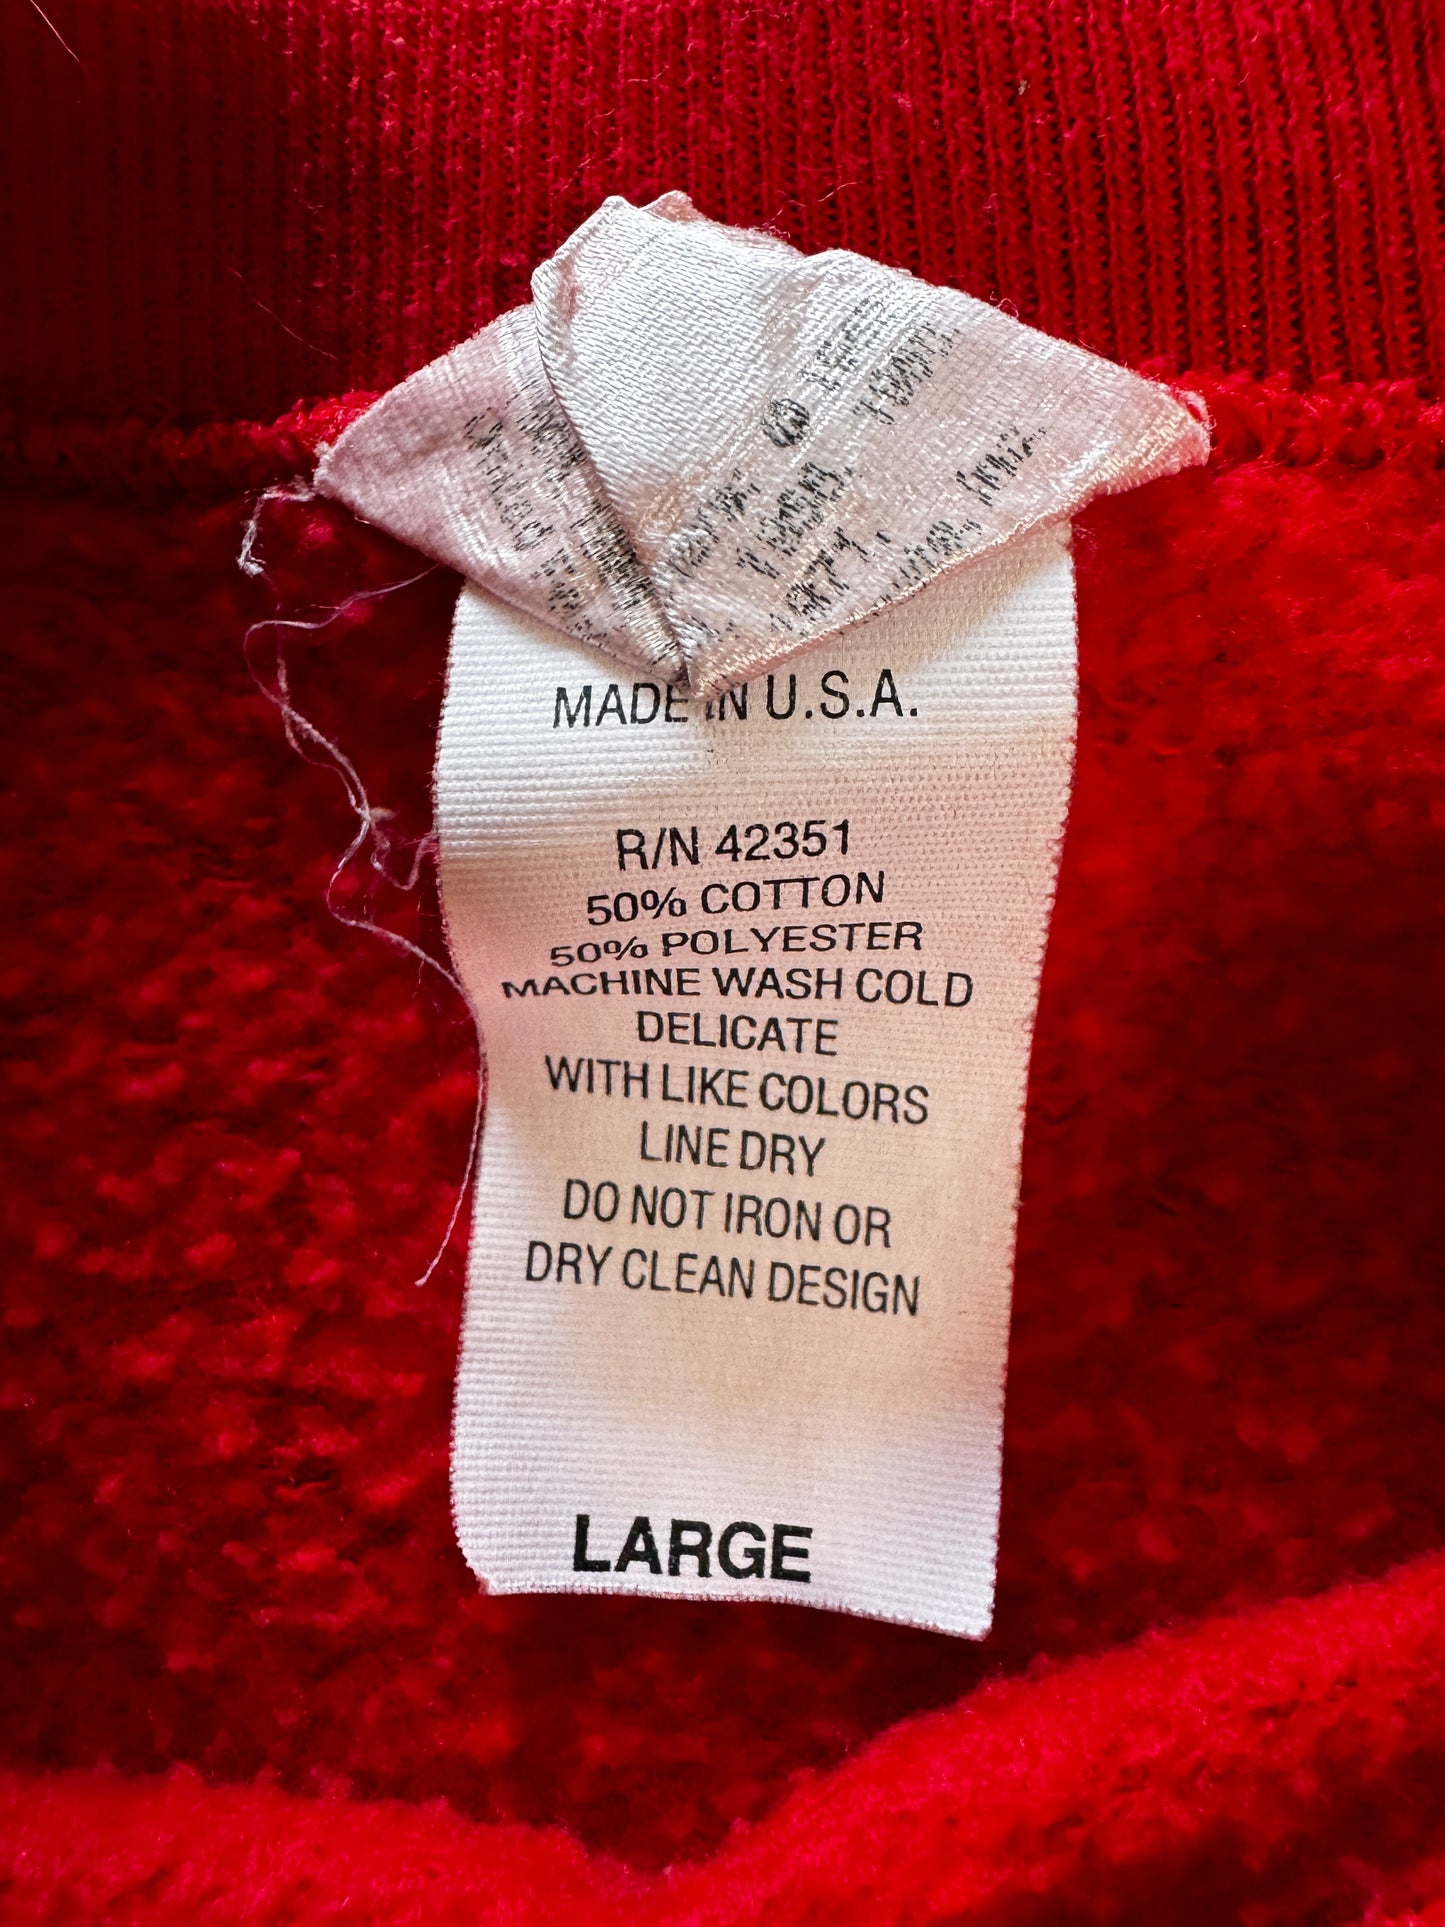 MADE IN U.S.A.
R/N 42351
50% COTTON
50% POLYESTER
MACHINE WASH COLD
DELICATE
WITH LIKE COLORS
LINE DRY
DO NOT IRON OR
DRY CLEAN DESIGN
LARGE